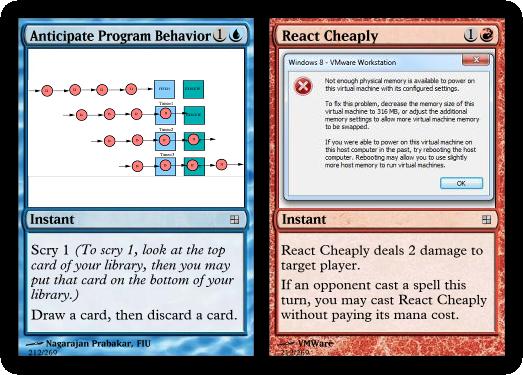 Anticipate Program Behavior 1
Time1
Time2
Time3
Instant
Scry 1 (To scry 1, look at the top
card of your library, then you may
put that card on the bottom of your
library.)
Draw a card, then discard a card.
Nagarajan Prabakar, FIU
212/269
React Cheaply 1
Windows 8 - VMware Workstation
Not enough physical memory is available to power on
this virtual machine with its configured settings.
To fix this problem, decrease the memory size of this
virtual machine to 316 MB, or adjust the additional
memory settings to allow more virtual machine memory
to be swapped.
If you were able to power on this virtual machine on
this host computer in the past, try rebooting the host
computer. Rebooting may allow you to use slightly
more host memory to run virtual machines.
OK
Instant
React Cheaply deals 2 damage to
target player.
If an opponent cast a spell this
turn, you may cast React Cheaply
without paying its mana cost.
VMWare
212/269